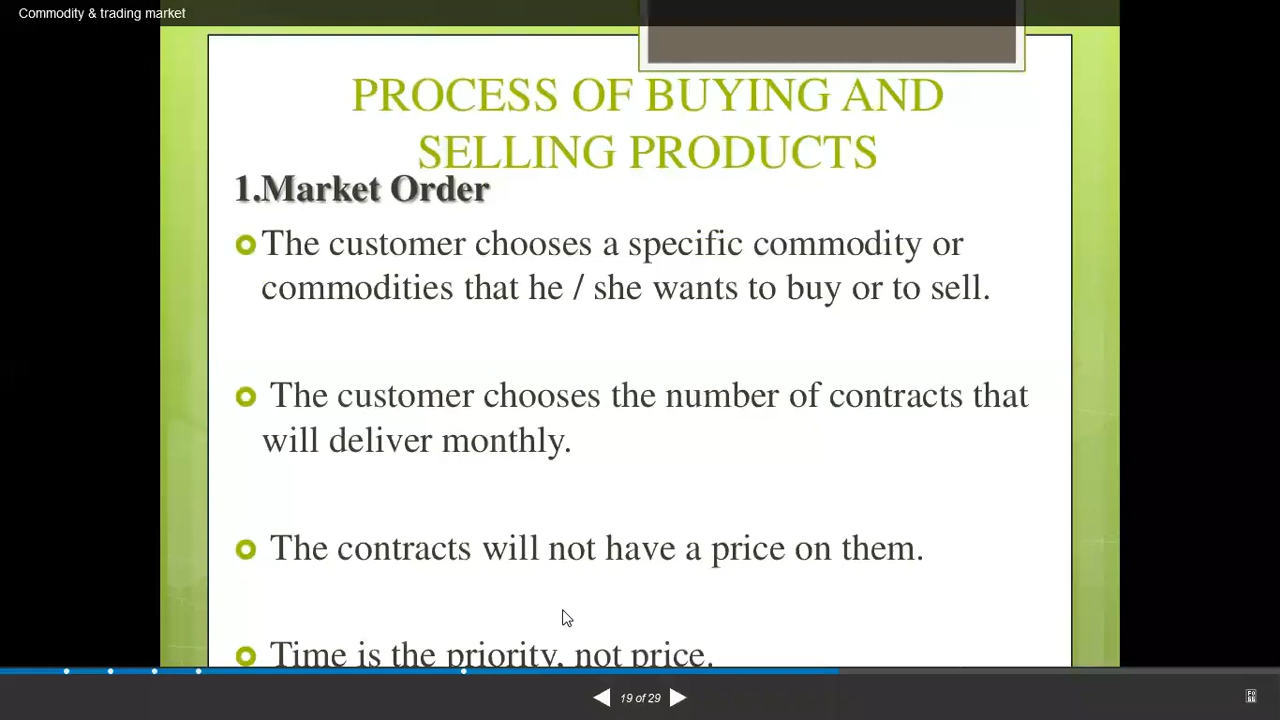 Commodity & trading market
PROCESS OF BUYING AND
SELLING PRODUCTS
1.Market Order
The customer chooses a specific commodity or
commodities that he / she wants to buy or to sell.
The customer chooses the number of contracts that
will deliver monthly.
The contracts will not have a price on them.
Time is the priority, not price.
19 of 29